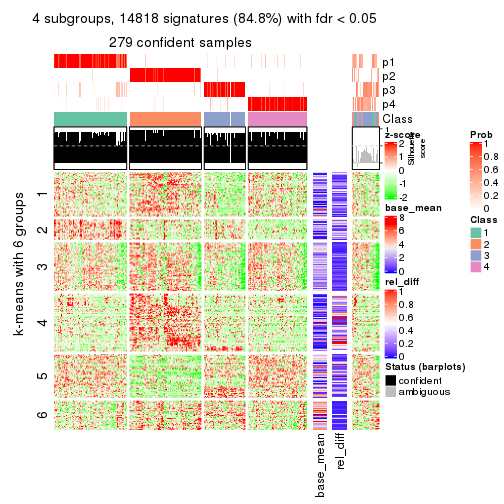 4 subgroups, 14818 signatures (84.8%) with fdr < 0.05
279 confident samples
p1
p2
p3
p4
Class
1
Silhouette
score
k-means with 6 groups
1
2
3
4
5
6
base_mean
rel_diff
z-score
2
1
0
-1
-2
base_mean
8
6
4
2
0
rel_diff
1
0.8
0.6
0.4
0.2
0
Status (barplots)
confident
ambiguous
Prob
1
0.8
0.6
0.4
0.2
0
Class
1
2
3
4